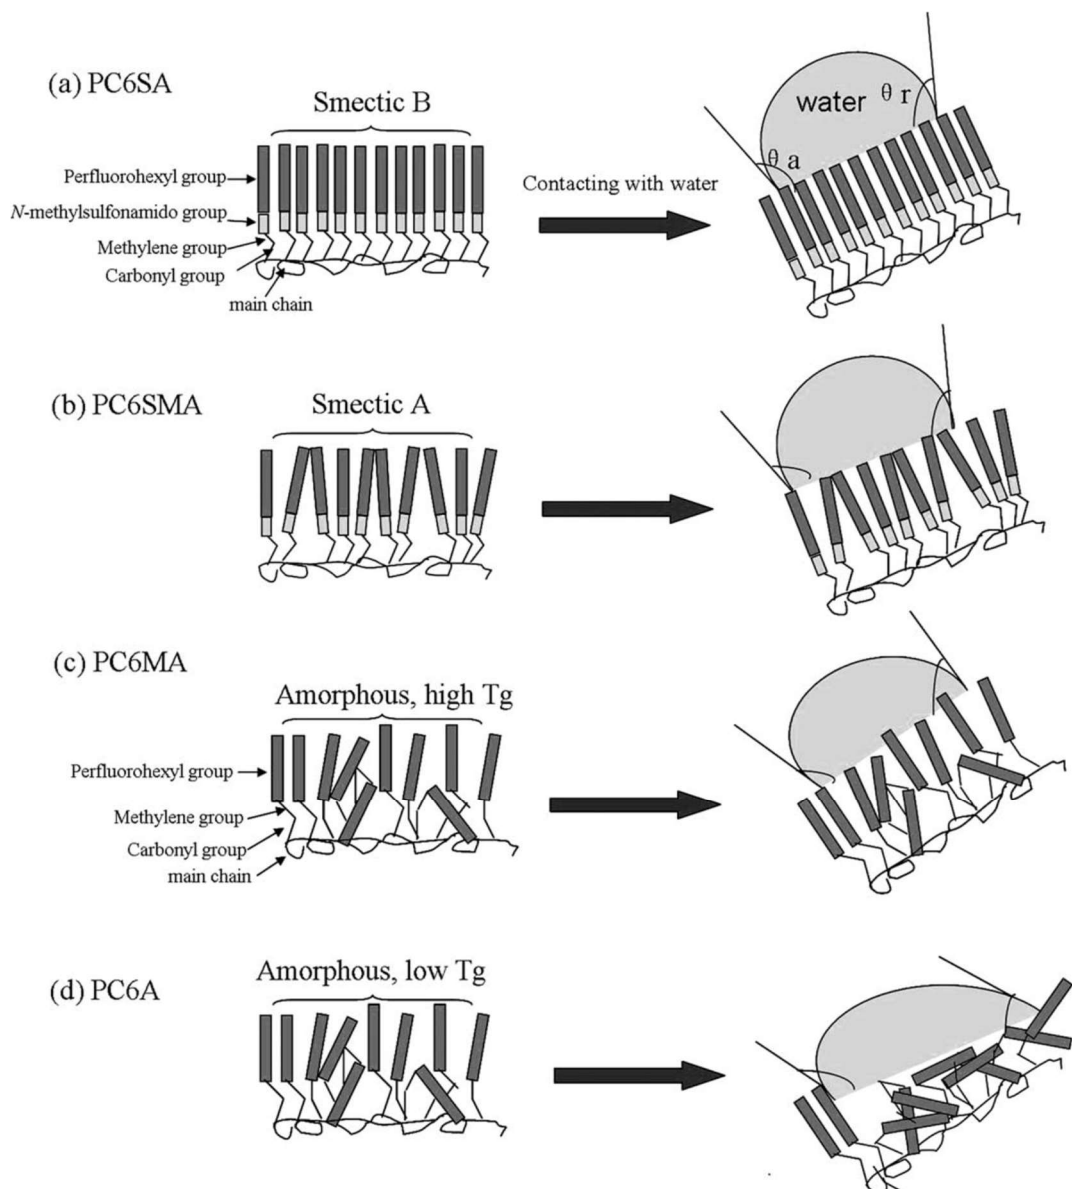 (a) PC6SA
Smectic B
Perfluorohexyl group
N-methylsulfonamido group
Methylene group
Carbonyl group
main chain
Contacting with water
water
θ r
θ a
(b) PC6SMA
Smectic A
(c) PC6MA
Amorphous, high Tg
Perfluorohexyl group
Methylene group
Carbonyl group
main chain
(d) PC6A
Amorphous, low Tg